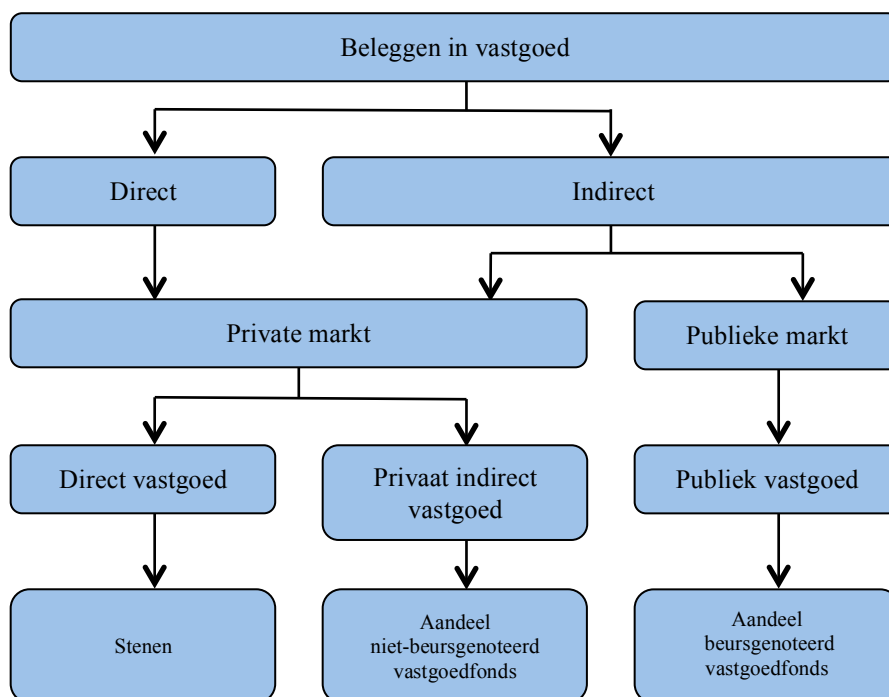 Beleggen in vastgoed
Direct
Indirect
Private markt
Publieke markt
Direct vastgoed
Privaat indirect
vastgoed
Publiek vastgoed
Stenen
Aandeel
niet-beursgenoteerd
vastgoedfonds
Aandeel
beursgenoteerd
vastgoedfonds